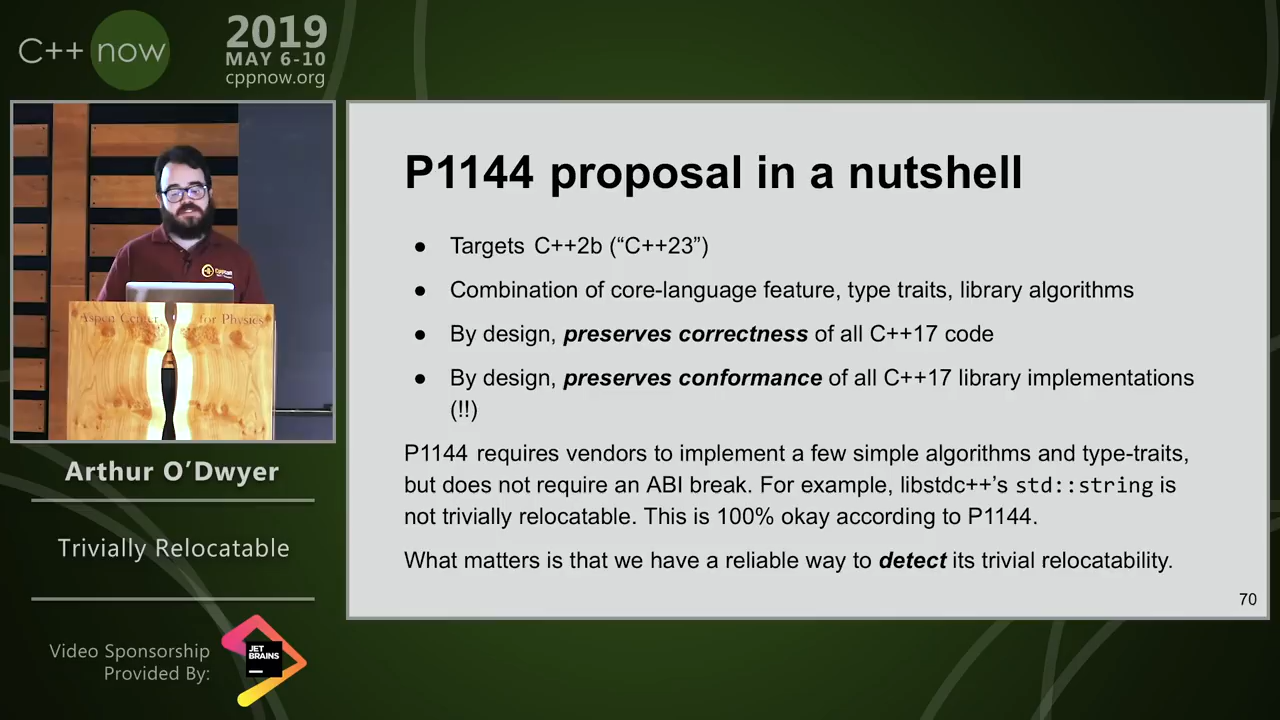 C++ now
2019
MAY 6-10
cppnow.org
Aspen Center for Physics
Arthur O’Dwyer
Trivially Relocatable
Video Sponsorship
Provided By:
JET
BRAINS
P1144 proposal in a nutshell
● Targets C++2b (“C++23”)
● Combination of core-language feature, type traits, library algorithms
● By design, preserves correctness of all C++17 code
● By design, preserves conformance of all C++17 library implementations
(!!)
P1144 requires vendors to implement a few simple algorithms and type-traits,
but does not require an ABI break. For example, libstdc++’s std::string is
not trivially relocatable. This is 100% okay according to P1144.
What matters is that we have a reliable way to detect its trivial relocatability.
70